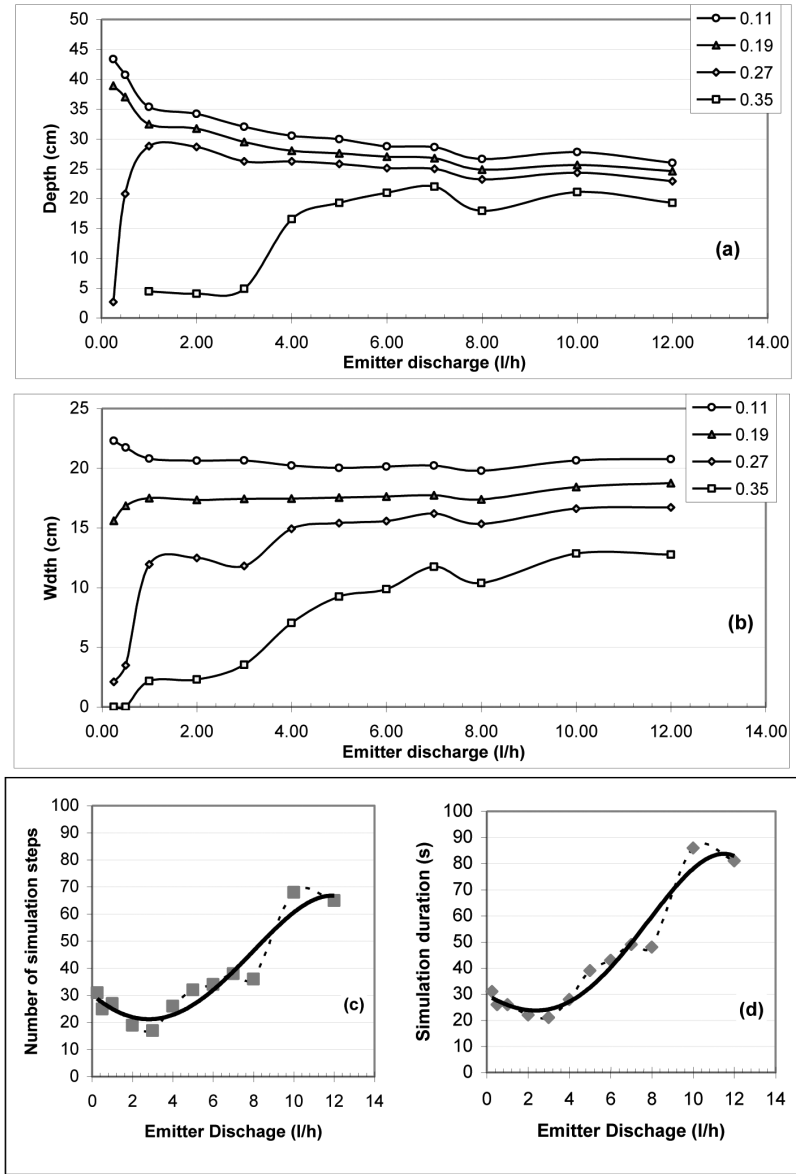 50
45
40
35
30
25
20
15
10
5
0
Depth (cm)
0.00 2.00 4.00 6.00 8.00 10.00 12.00 14.00
Emitter discharge (l/h)
0.11
0.19
0.27
0.35
(a)
25
20
15
10
5
0
Wdth (cm)
0.00 2.00 4.00 6.00 8.00 10.00 12.00 14.00
Emitter discharge (l/h)
0.11
0.19
0.27
0.35
(b)
100
90
80
70
60
50
40
30
20
10
0
Number of simulation steps
0 2 4 6 8 10 12 14
Emitter Dischage (l/h)
(c)
100
90
80
70
60
50
40
30
20
10
0
Simulation duration (s)
0 2 4 6 8 10 12 14
Emitter Discharge (l/h)
(d)